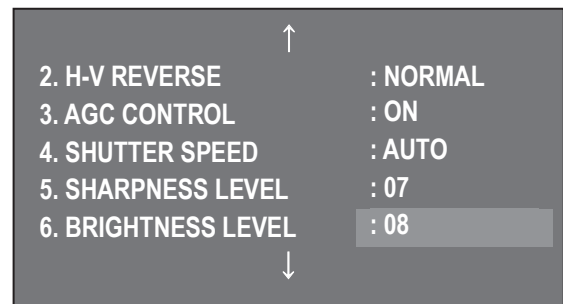 ↑
2. H-V REVERSE : NORMAL
3. AGC CONTROL : ON
4. SHUTTER SPEED : AUTO
5. SHARPNESS LEVEL : 07
6. BRIGHTNESS LEVEL : 08
↓